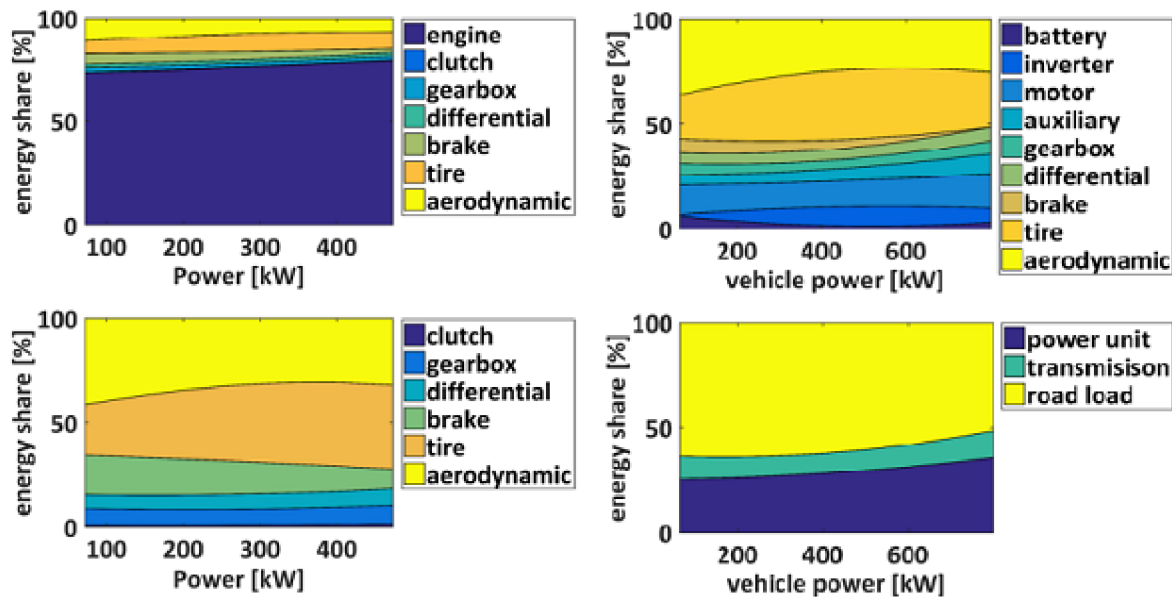 100
50
0
energy share [%]
100 200 300 400
Power [kW]
engine
clutch
gearbox
differential
brake
tire
aerodynamic
100
50
0
energy share [%]
200 400 600
vehicle power [kW]
battery
inverter
motor
auxiliary
gearbox
differential
brake
tire
aerodynamic
100
50
0
energy share [%]
100 200 300 400
Power [kW]
clutch
gearbox
differential
brake
tire
aerodynamic
100
50
0
energy share [%]
200 400 600
vehicle power [kW]
power unit
transmisison
road load